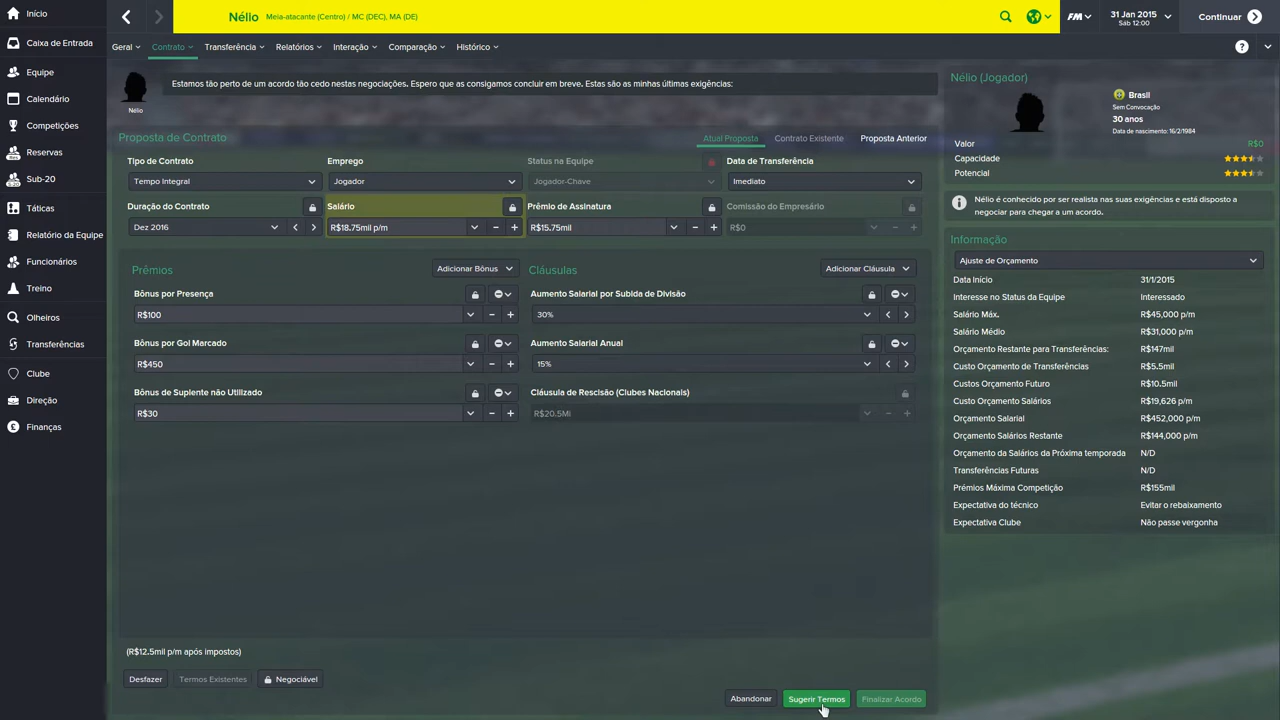 Início
Caixa de Entrada
Equipe
Calendário
Competições
Res
Reservas
S-20
Sub-20
Táticas
Relatório da Equipe
Funcionários
Treino
Olheiros
Transferências
Clube
Direção
Finanças
Nélio
Meia-atacante (Centro) / MC (DEC), MA (DE)
FM
31 Jan 2015
Sáb 12:00
Continuar
Geral
Contrato
Transferência
Relatórios
Interação
Comparação
Histórico
?
Nélio
Estamos tão perto de um acordo tão cedo nestas negociações. Espero que as consigamos concluir em breve. Estas são as minhas últimas exigências:
Proposta de Contrato
Atual Proposta
Contrato Existente
Proposta Anterior
Tipo de Contrato
Emprego
Status na Equipe
Data de Transferência
Tempo Integral
Jogador
Jogador-Chave
Imediato
Duração do Contrato
Salário
Prêmio de Assinatura
Comissão do Empresário
Dez 2016
R$18.75mil p/m
R$15.75mil
R$0
Prêmios
Adicionar Bônus
Cláusulas
Adicionar Cláusula
Bônus por Presença
R$100
Aumento Salarial por Subida de Divisão
30%
Bônus por Gol Marcado
R$450
Aumento Salarial Anual
15%
Bônus de Suplente não Utilizado
R$30
Cláusula de Rescisão (Clubes Nacionais)
R$20.5Mi
(R$12.5mil p/m após impostos)
Desfazer
Termos Existentes
Negociável
Abandonar
Sugerir Termos
Finalizar Acordo
Nélio (Jogador)
Brasil
Sem Convocação
30 anos
Data de nascimento: 16/2/1984
Valor R$0
Capacidade
Potencial
Nélio é conhecido por ser realista nas suas exigências e está disposto a
negociar para chegar a um acordo.
Informação
Ajuste de Orçamento
Data Início 31/1/2015
Interesse no Status da Equipe Interessado
Salário Máx. R$45,000 p/m
Salário Médio R$31,000 p/m
Orçamento Restante para Transferências: R$147mil
Custo Orçamento de Transferências R$5.5mil
Custos Orçamento Futuro R$10.5mil
Custo Orçamento Salários R$19,626 p/m
Orçamento Salarial R$452,000 p/m
Orçamento Salários Restante R$144,000 p/m
Orçamento da Salários da Próxima temporada N/D
Transferências Futuras N/D
Prémios Máxima Competição R$155mil
Expectativa do técnico Evitar o rebaixamento
Expectativa Clube Não passe vergonha